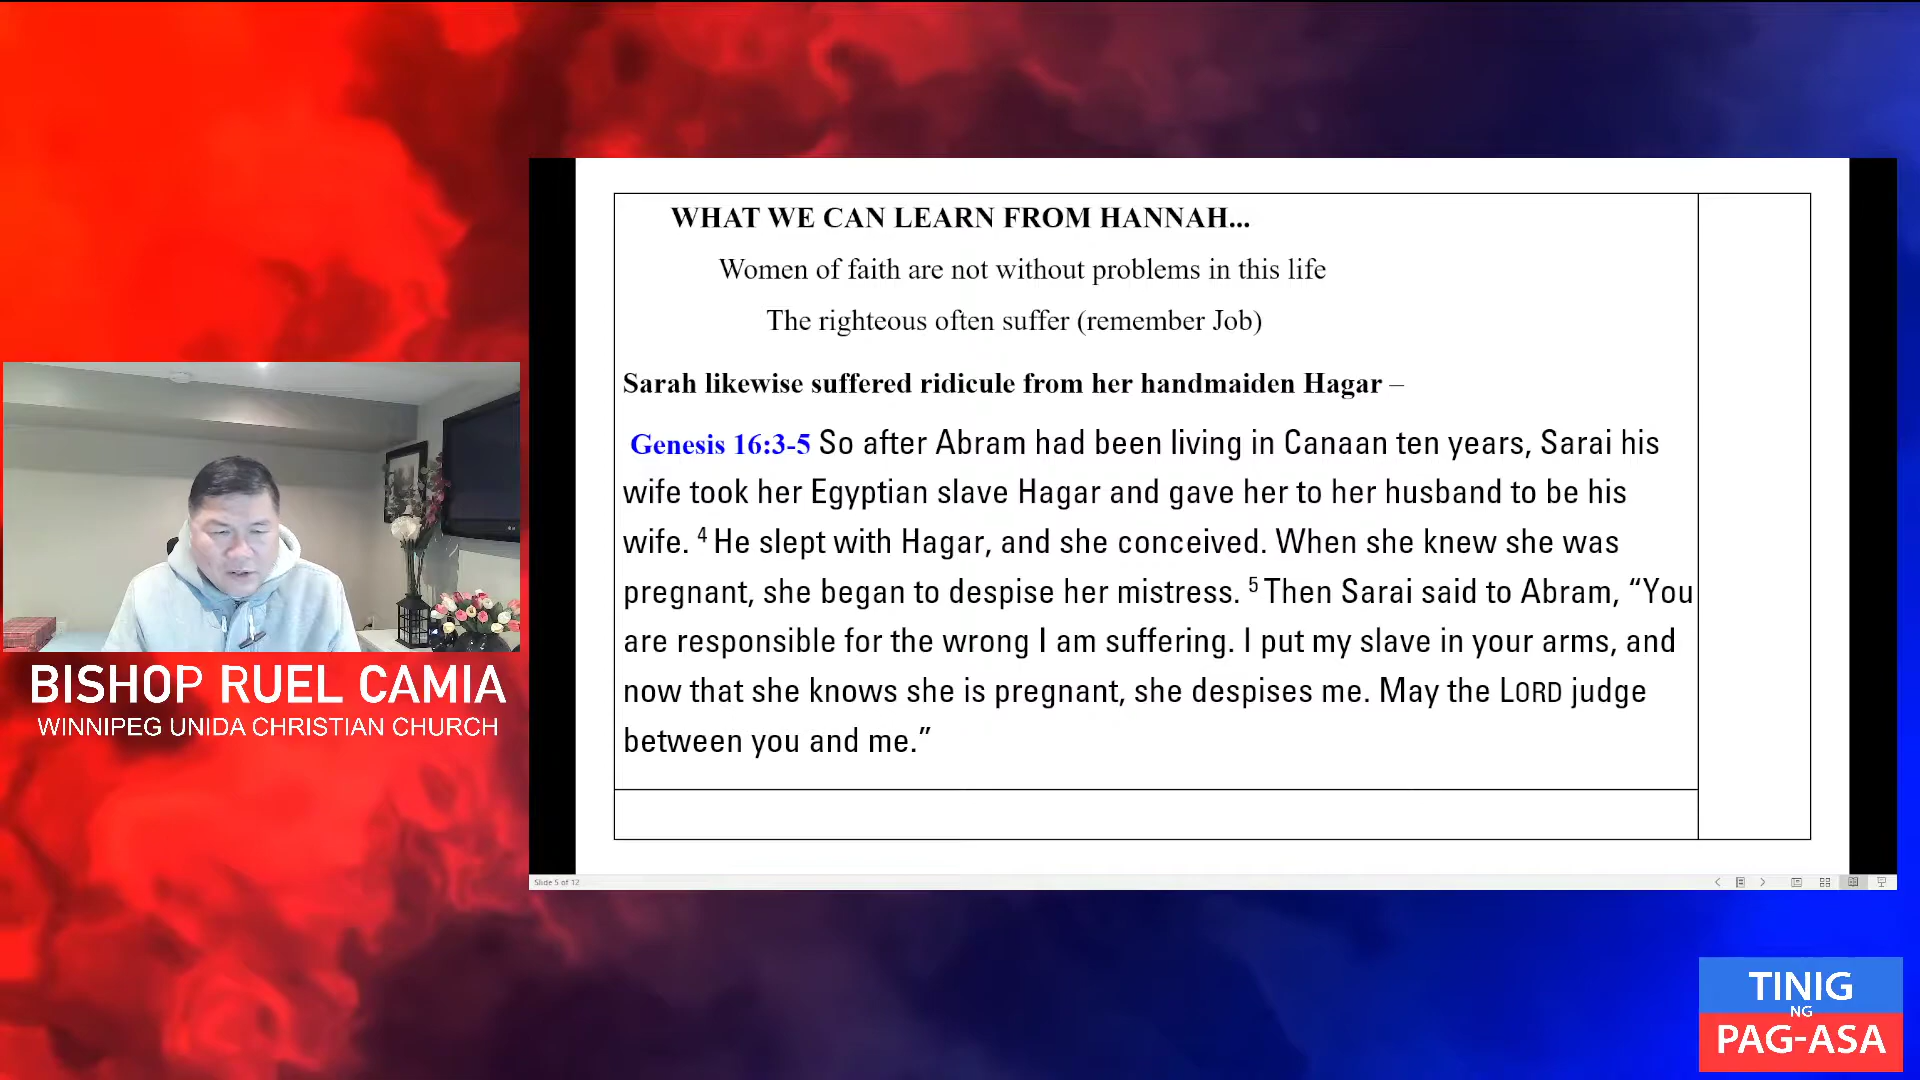 WHAT WE CAN LEARN FROM HANNAH...
Women of faith are not without problems in this life
The righteous often suffer (remember Job)
Sarah likewise suffered ridicule from her handmaiden Hagar –
Genesis 16:3-5 So after Abram had been living in Canaan ten years, Sarai his
wife took her Egyptian slave Hagar and gave her to her husband to be his
wife. 4 He slept with Hagar, and she conceived. When she knew she was
pregnant, she began to despise her mistress. 5 Then Sarai said to Abram, “You
are responsible for the wrong I am suffering. I put my slave in your arms, and
now that she knows she is pregnant, she despises me. May the LORD judge
between you and me.”
Slide 5 of 12
BISHOP RUEL CAMIA
WINNIPEG UNIDA CHRISTIAN CHURCH
TINIG
NG
PAG-ASA